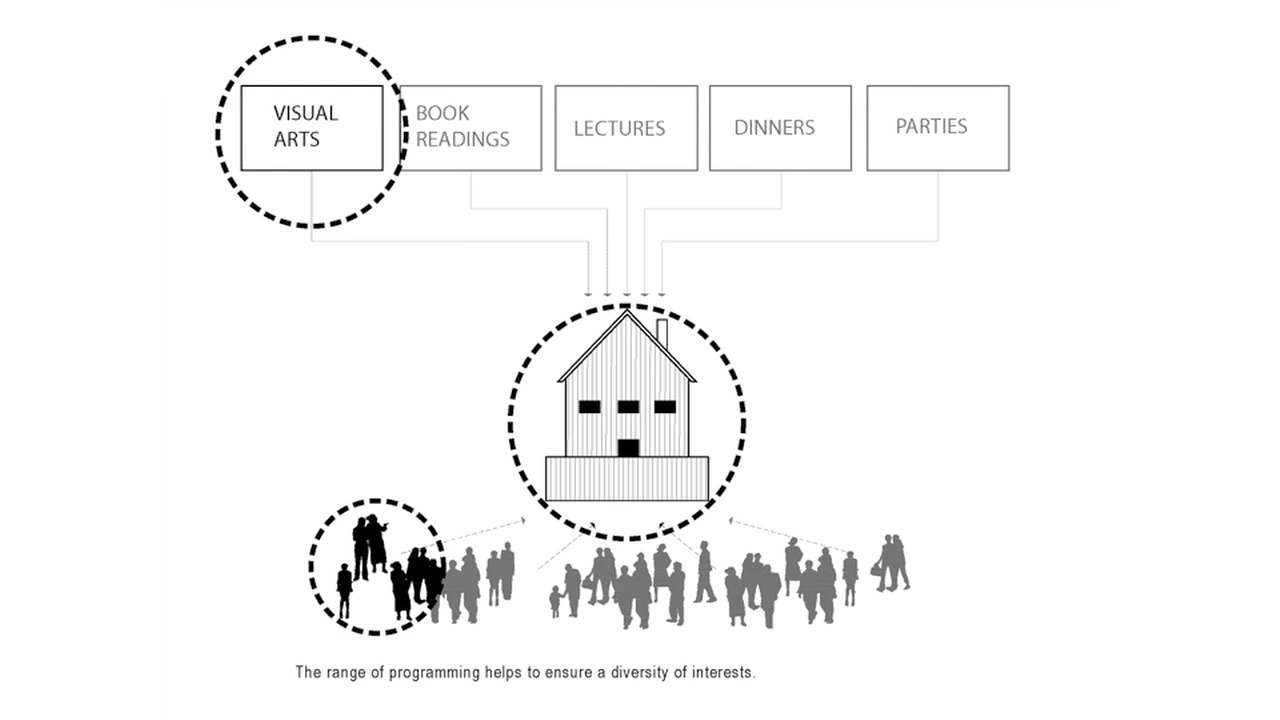 VISUAL
ARTS
BOOK
READINGS
LECTURES
DINNERS
PARTIES
The range of programming helps to ensure a diversity of interests.